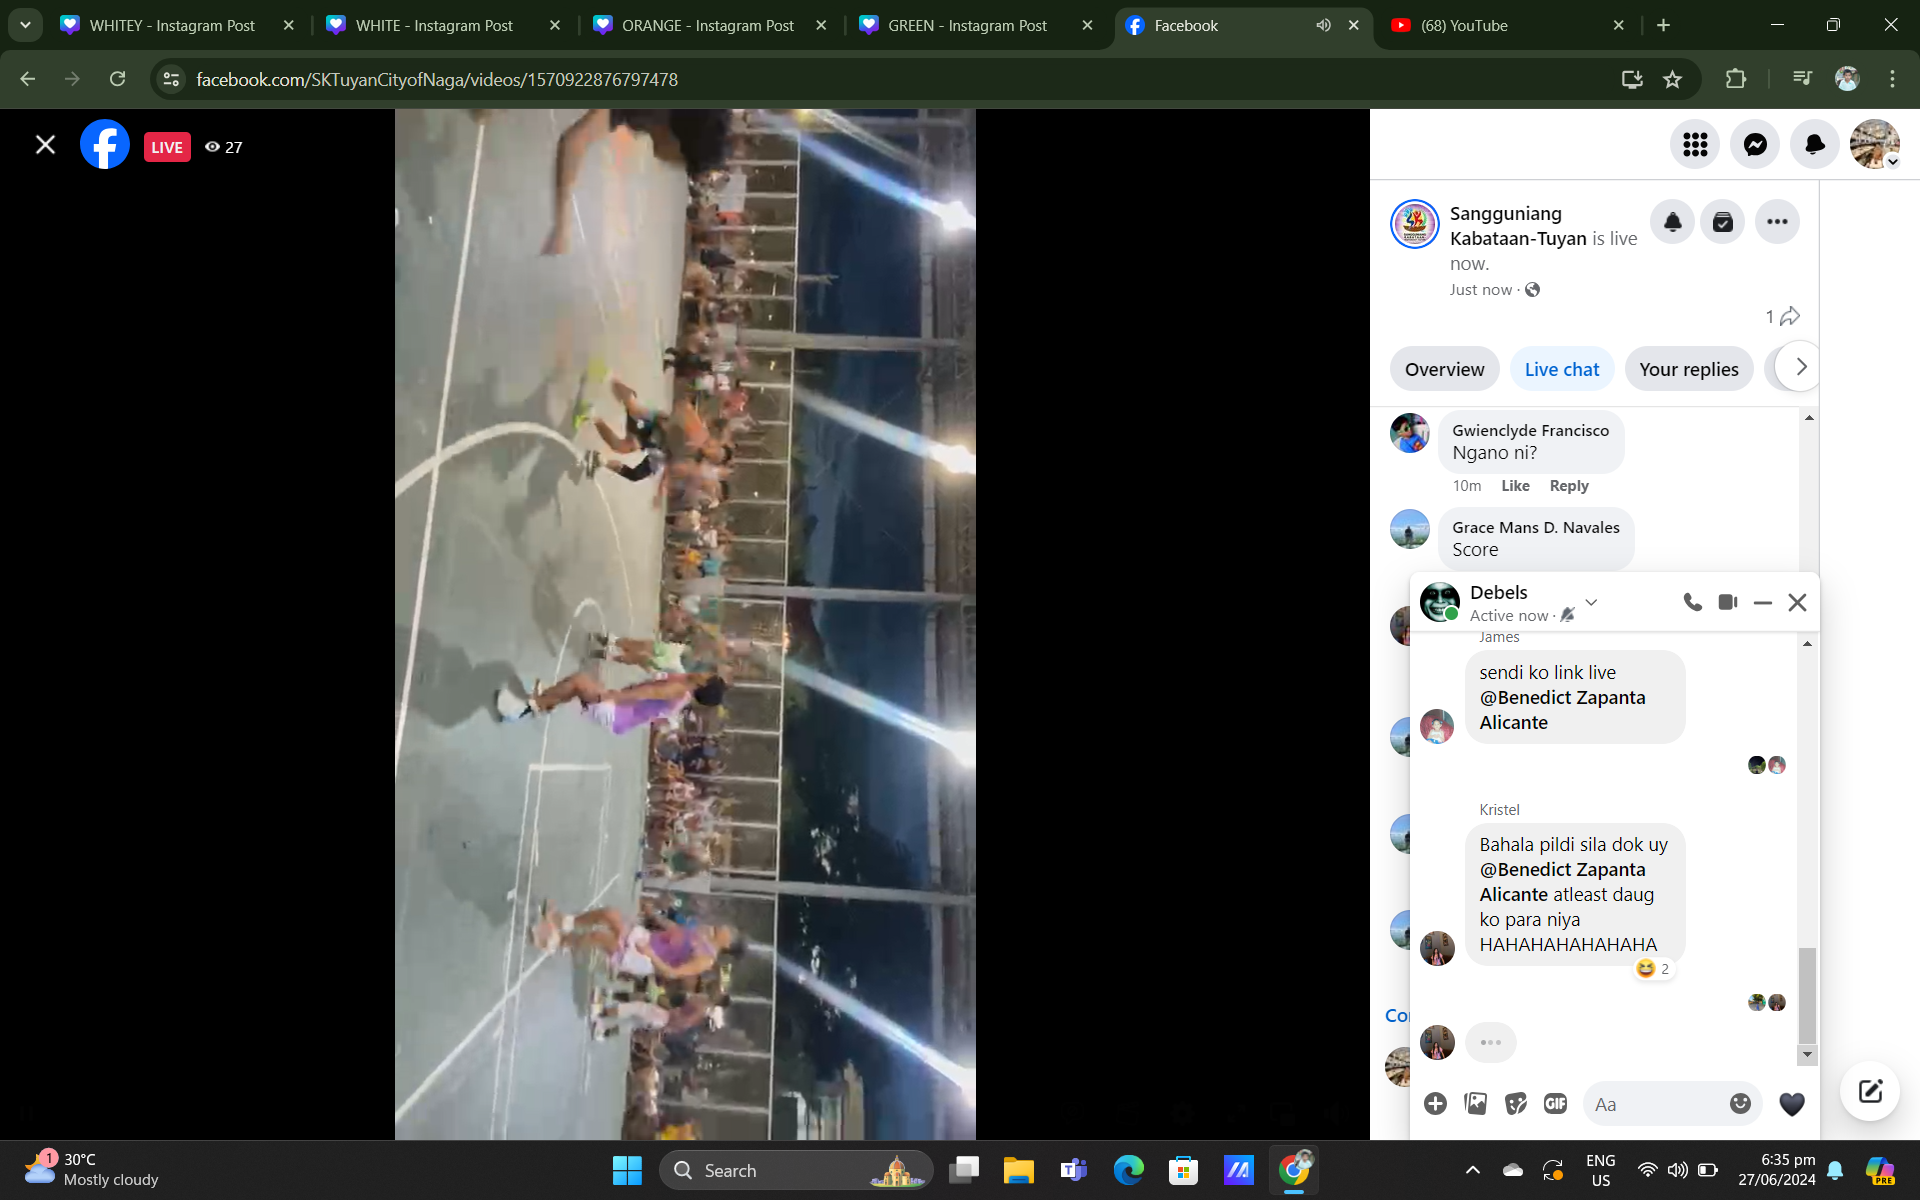 WHITEY - Instagram Post
WHITE - Instagram Post
ORANGE - Instagram Post
GREEN - Instagram Post
Facebook
(68) YouTube
facebook.com/SKTuyanCityofNaga/videos/1570922876797478
LIVE
27
Sangguniang
Kabataan-Tuyan is live
now.
Just now ·
1
Overview
Live chat
Your replies
Gwienclyde Francisco
Ngano ni?
10m Like Reply
Grace Mans D. Navales
Score
Debels
Active now ·
James
sendi ko link live
@Benedict Zapanta
Alicante
Kristel
Bahala pildi sila dok uy
@Benedict Zapanta
Alicante atleast daug
ko para niya
HAHAHAHAHAHAHA
2
GIF
Aa
1
30°C
Mostly cloudy
Search
ENG
US
6:35 pm
27/06/2024
PRE